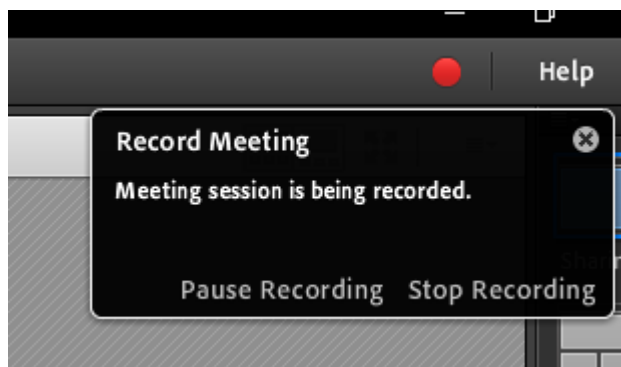 Help
Record Meeting
Meeting session is being recorded.
Pause Recording Stop Recording